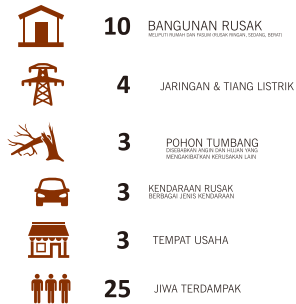 10 BANGUNAN RUSAK
MELIPUTI RUMAH DAN FASUM (RUSAK RINGAN, SEDANG, BERAT)
4 JARINGAN & TIANG LISTRIK
3 POHON TUMBANG
DISEBABKAN ANGIN DAN HUJAN YANG
MENGAKIBATKAN KERUSAKAN LAIN
3 KENDARAAN RUSAK
BERBAGAI JENIS KENDARAAN
3 TEMPAT USAHA
25 JIWA TERDAMPAK